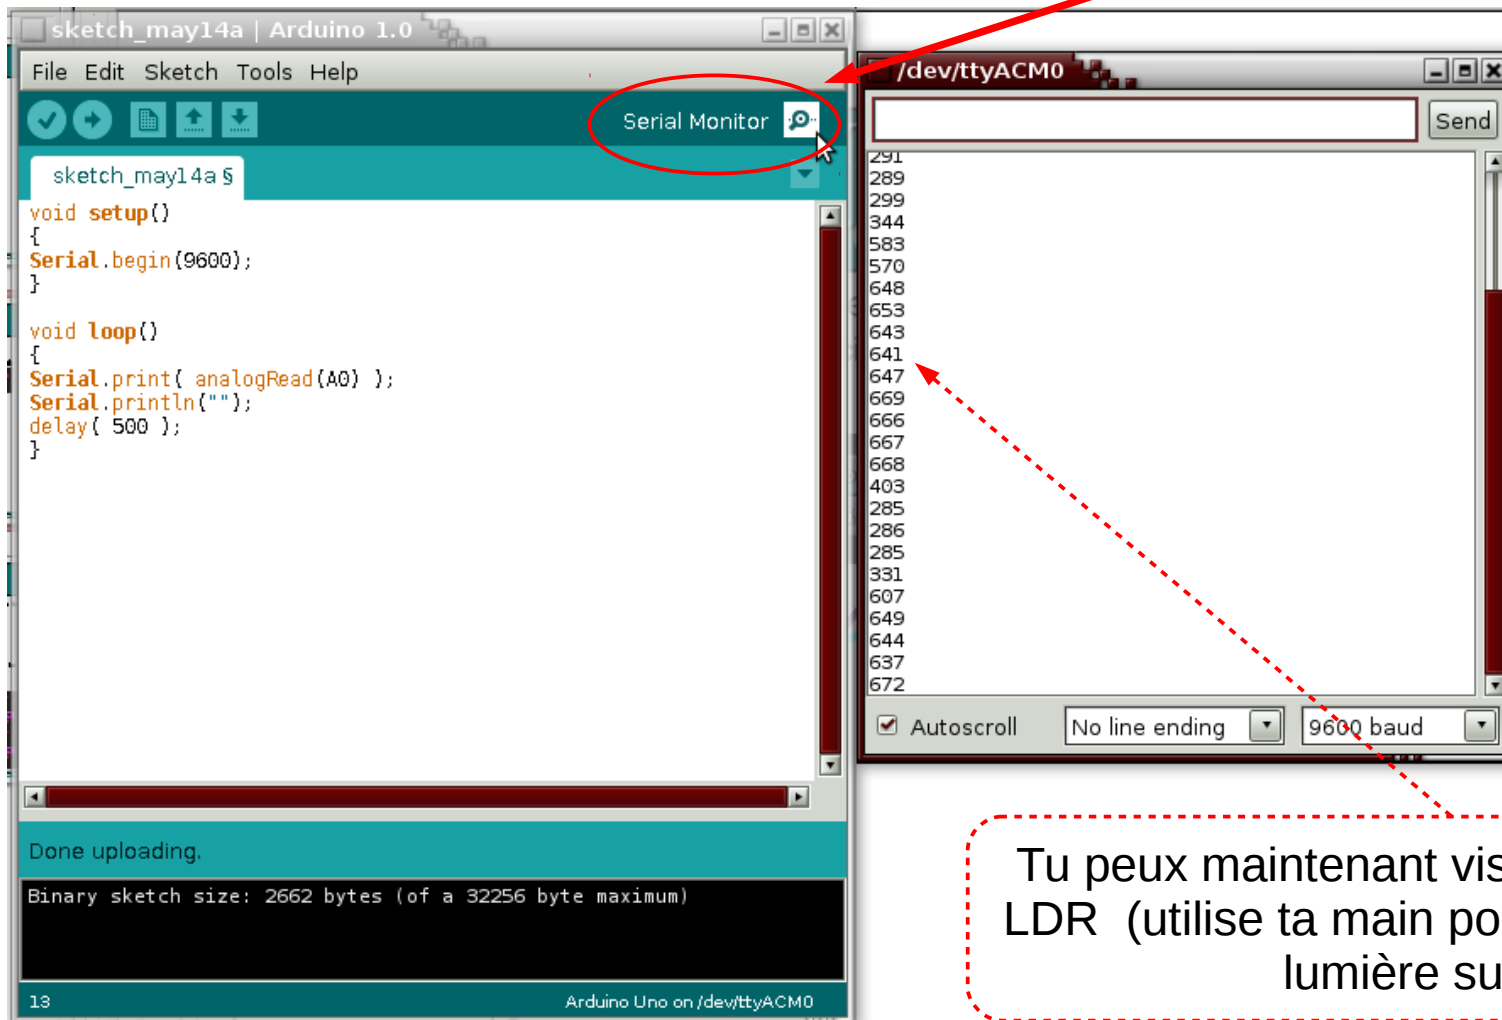 sketch_may14a | Arduino 1.0
File Edit Sketch Tools Help
Serial Monitor
sketch_may14a §
void setup()
{
Serial.begin(9600);
}
void loop()
{
Serial.print( analogRead(A0) );
Serial.println("");
delay( 500 );
}
Done uploading.
Binary sketch size: 2662 bytes (of a 32256 byte maximum)
13
Arduino Uno on /dev/ttyACM0
/dev/ttyACM0
Send
291
289
299
344
583
570
648
653
643
641
647
669
666
667
668
403
285
286
285
331
607
649
644
637
672
Autoscroll
No line ending
9600 baud
Tu peux maintenant vis
LDR (utilise ta main po
lumière su